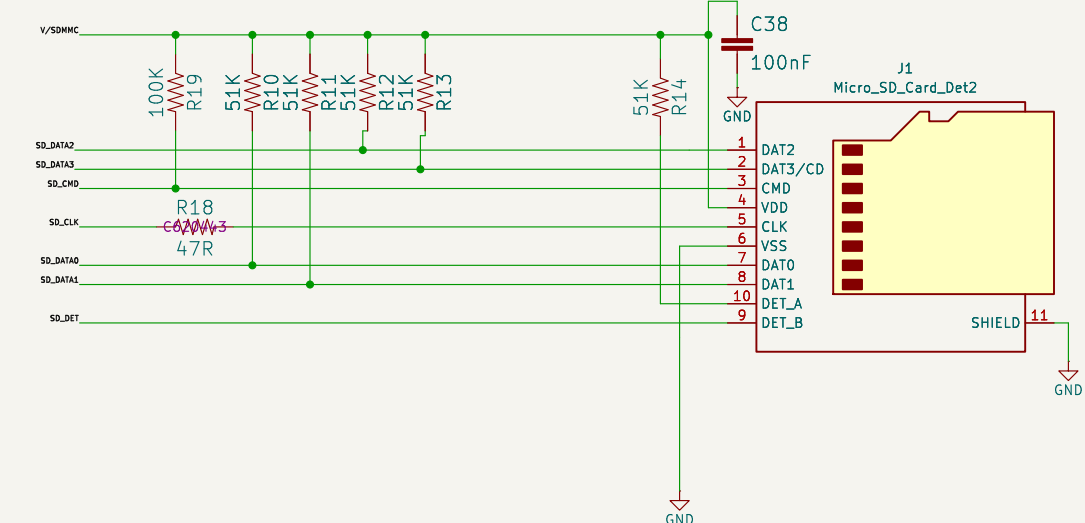 V/SDMMC
C38
100nF
100K
R19
51K
R10
51K
R11
51K
R12
51K
R13
51K
R14
GND
J1
Micro_SD_Card_Det2
SD_DATA2
1
DAT2
SD_DATA3
2
DAT3/CD
SD_CMD
3
CMD
4
VDD
R18
SD_CLK
C620443
47R
5
CLK
6
VSS
SD_DATA0
7
DAT0
SD_DATA1
8
DAT1
10
DET_A
SD_DET
9
DET_B
SHIELD
11
GND
GND